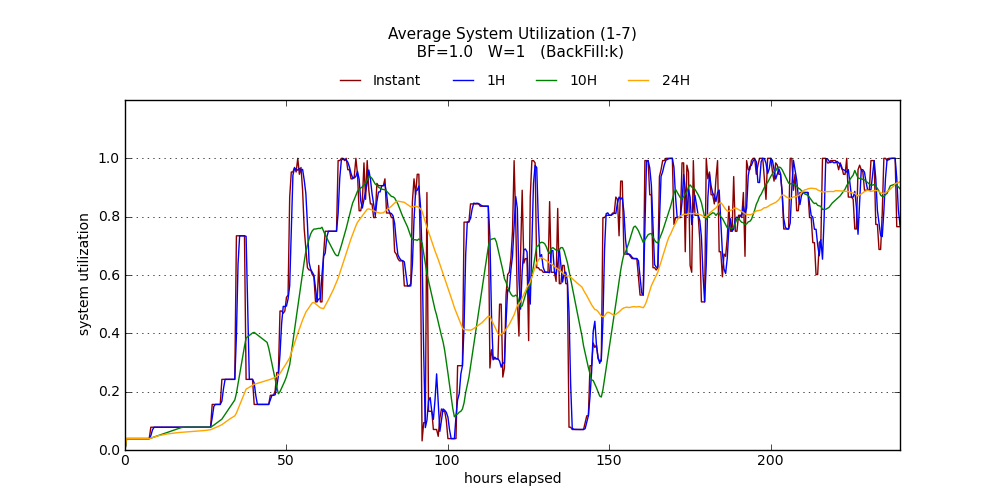 Average System Utilization (1-7)
BF=1.0 W=1 (BackFill:k)
Instant 1H 10H 24H
system utilization
1.0
0.8
0.6
0.4
0.2
0.0
0 50 100 150 200
hours elapsed